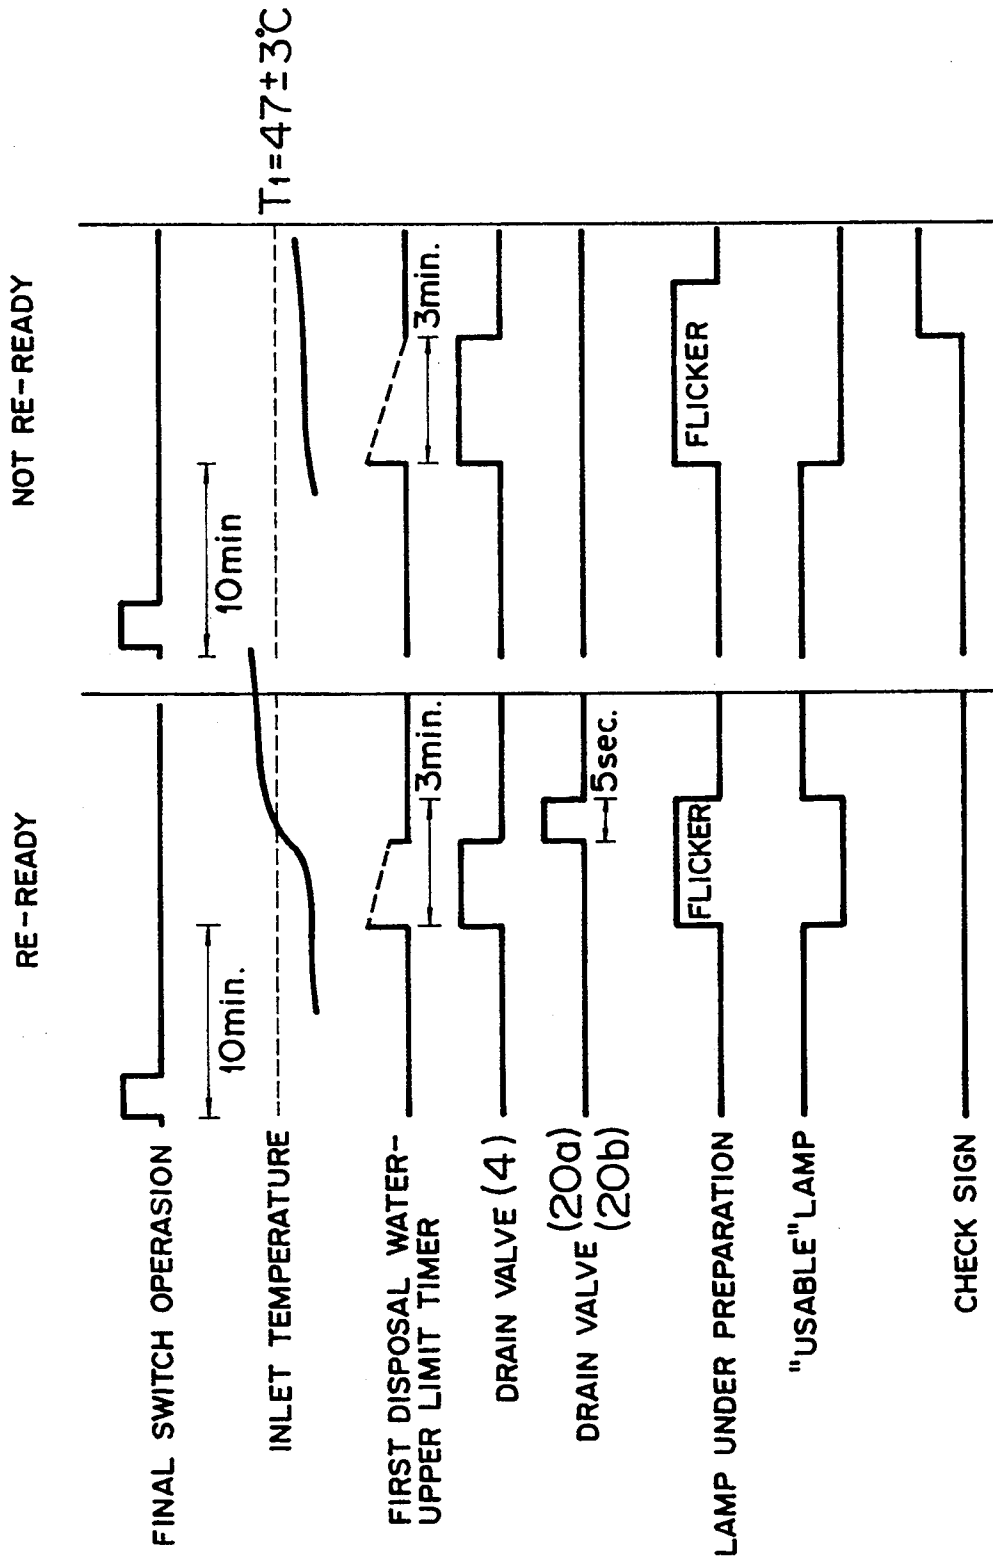 RE-READY
NOT RE-READY
FINAL SWITCH OPERASION
10min.
10min
INLET TEMPERATURE
T1=47±3°C
FIRST DISPOSAL WATER-
UPPER LIMIT TIMER
3min.
3min.
DRAIN VALVE (4)
DRAIN VALVE (20a)
(20b)
5sec.
LAMP UNDER PREPARATION
FLICKER
FLICKER
"USABLE" LAMP
CHECK SIGN